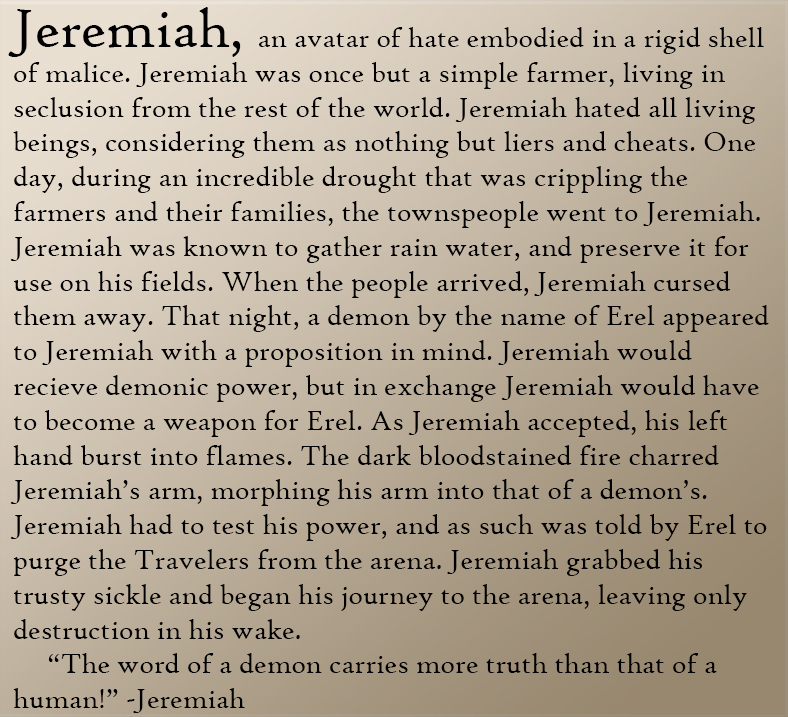 Jeremiah, an avatar of hate embodied in a rigid shell
of malice. Jeremiah was once but a simple farmer, living in
seclusion from the rest of the world. Jeremiah hated all living
beings, considering them as nothing but liers and cheats. One
day, during an incredible drought that was crippling the
farmers and their families, the townspeople went to Jeremiah.
Jeremiah was known to gather rain water, and preserve it for
use on his fields. When the people arrived, Jeremiah cursed
them away. That night, a demon by the name of Erel appeared
to Jeremiah with a proposition in mind. Jeremiah would
recieve demonic power, but in exchange Jeremiah would have
to become a weapon for Erel. As Jeremiah accepted, his left
hand burst into flames. The dark bloodstained fire charred
Jeremiah's arm, morphing his arm into that of a demon's.
Jeremiah had to test his power, and as such was told by Erel to
purge the Travelers from the arena. Jeremiah grabbed his
trusty sickle and began his journey to the arena, leaving only
destruction in his wake.
“The word of a demon carries more truth than that of a
human!” -Jeremiah